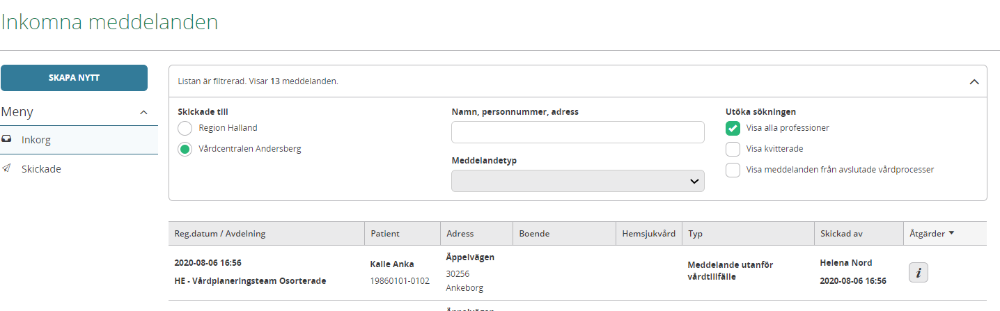 Inkomna meddelanden
SKAPA NYTT
Meny
Inkorg
Skickade
Listan är filtrerad. Visar 13 meddelanden.
Skickade till
Region Halland
Vårdcentralen Andersberg
Namn, personnummer, adress
Meddelandetyp
Utöka sökningen
Visa alla professioner
Visa kvitterade
Visa meddelanden från avslutade vårdprocesser
Reg.datum / Avdelning Patient Adress Boende Hemsjukvård Typ Skickad av Åtgärder
2020-08-06 16:56
HE - Vårdplaneringsteam Osorterade
Kalle Anka
19860101-0102
Äppelvägen
30256
Ankeborg
Meddelande utanför
vårdtillfälle
Helena Nord
2020-08-06 16:56
i